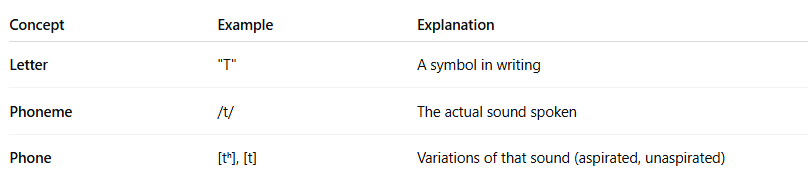 Concept Example Explanation
Letter "T" A symbol in writing
Phoneme /t/ The actual sound spoken
Phone [tʰ], [t] Variations of that sound (aspirated, unaspirated)